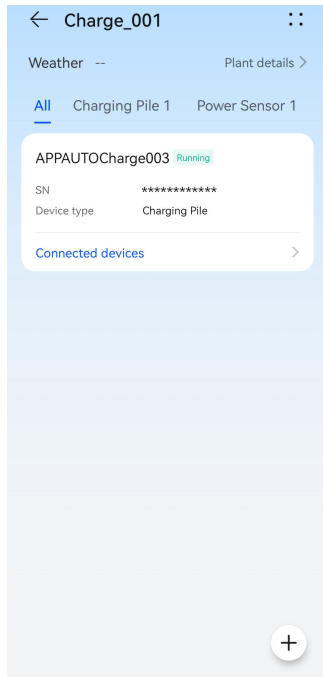 Charge_001
Weather --
Plant details
All Charging Pile 1 Power Sensor 1
APPAUTOCharge003 Running
SN ************
Device type Charging Pile
Connected devices